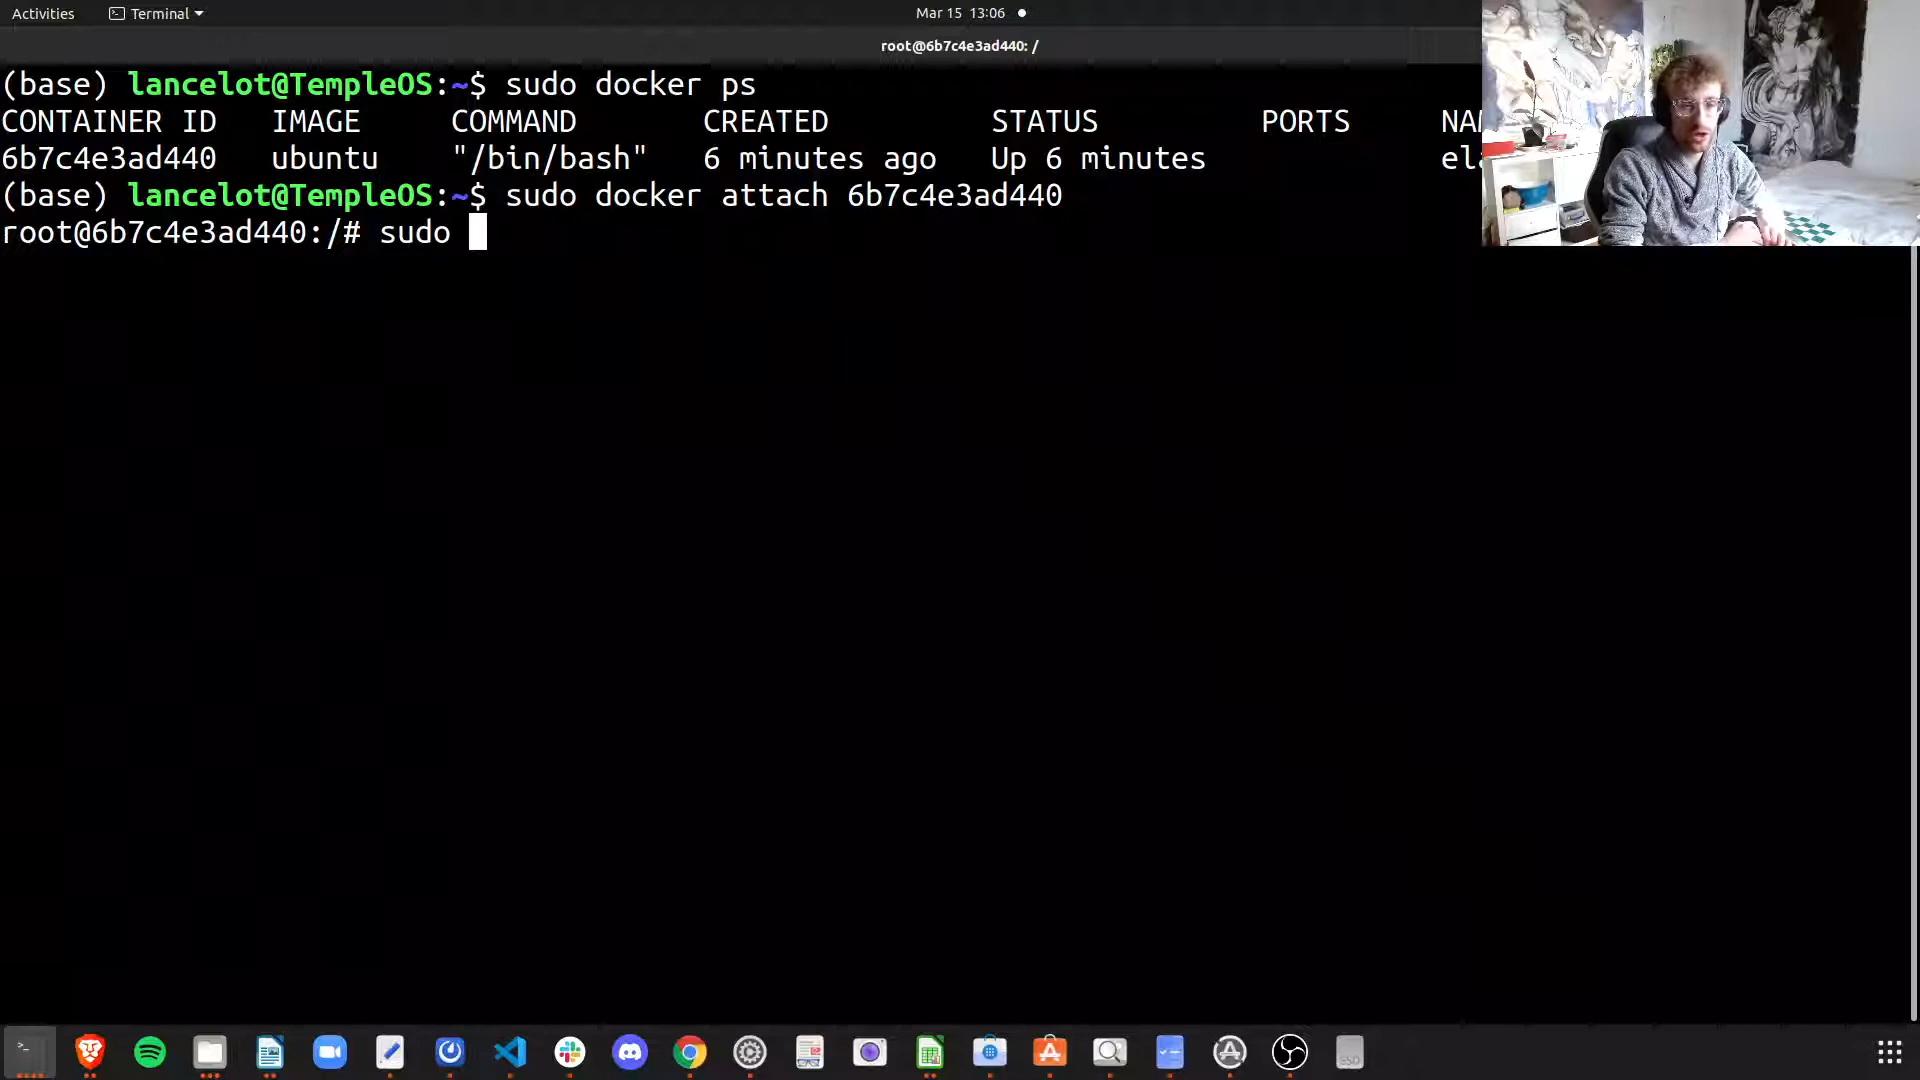 Activities
Terminal
Mar 15 13:06
root@6b7c4e3ad440: /
(base) lancelot@TempleOS:~$ sudo docker ps
CONTAINER ID IMAGE COMMAND CREATED STATUS PORTS
6b7c4e3ad440 ubuntu "/bin/bash" 6 minutes ago Up 6 minutes
(base) lancelot@TempleOS:~$ sudo docker attach 6b7c4e3ad440
root@6b7c4e3ad440:/# sudo
SSD